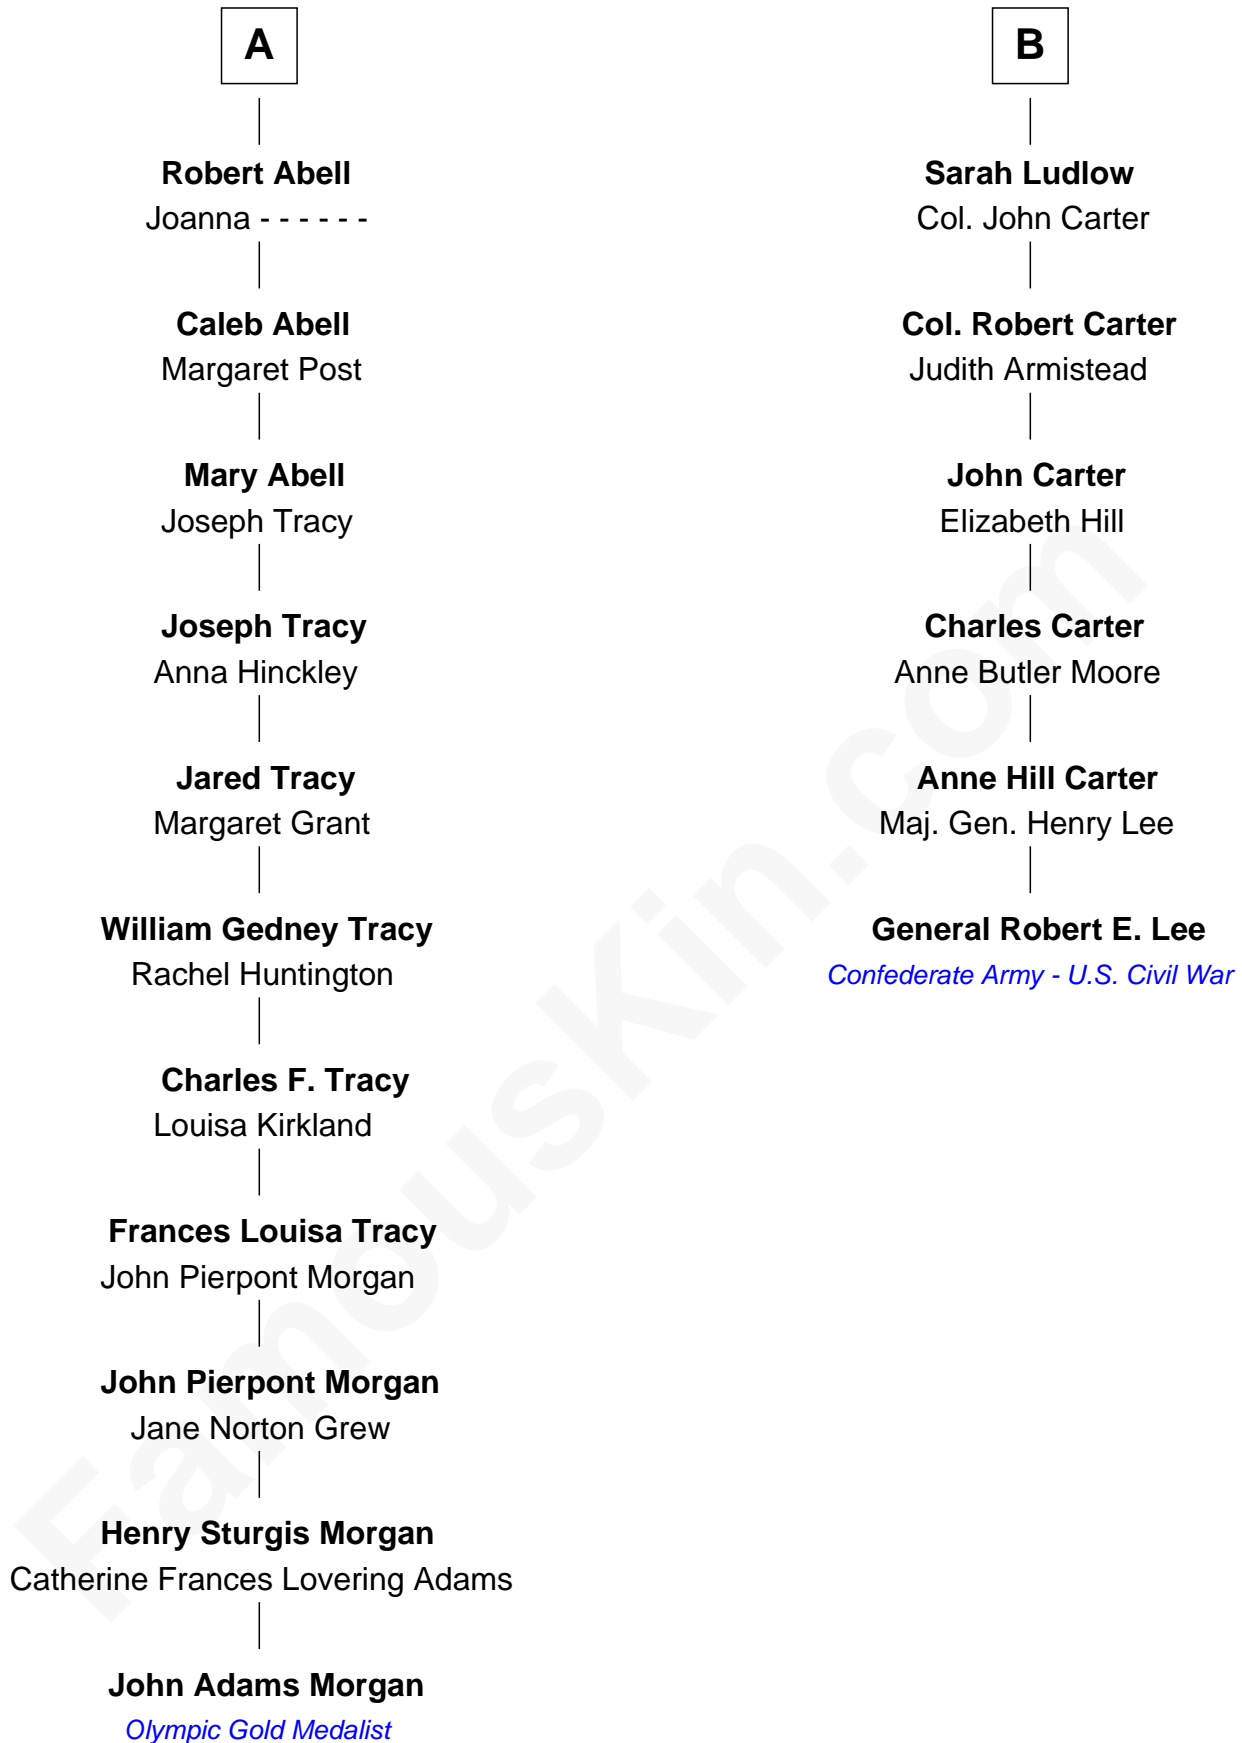 A
Robert Abell
Joanna - - - - - -
Caleb Abell
Margaret Post
Mary Abell
Joseph Tracy
Joseph Tracy
Anna Hinckley
Jared Tracy
Margaret Grant
William Gedney Tracy
Rachel Huntington
Charles F. Tracy
Louisa Kirkland
Frances Louisa Tracy
John Pierpont Morgan
John Pierpont Morgan
Jane Norton Grew
Henry Sturgis Morgan
Catherine Frances Lovering Adams
John Adams Morgan
Olympic Gold Medalist
B
Sarah Ludlow
Col. John Carter
Col. Robert Carter
Judith Armistead
John Carter
Elizabeth Hill
Charles Carter
Anne Butler Moore
Anne Hill Carter
Maj. Gen. Henry Lee
General Robert E. Lee
Confederate Army - U.S. Civil War
FamousKin.com